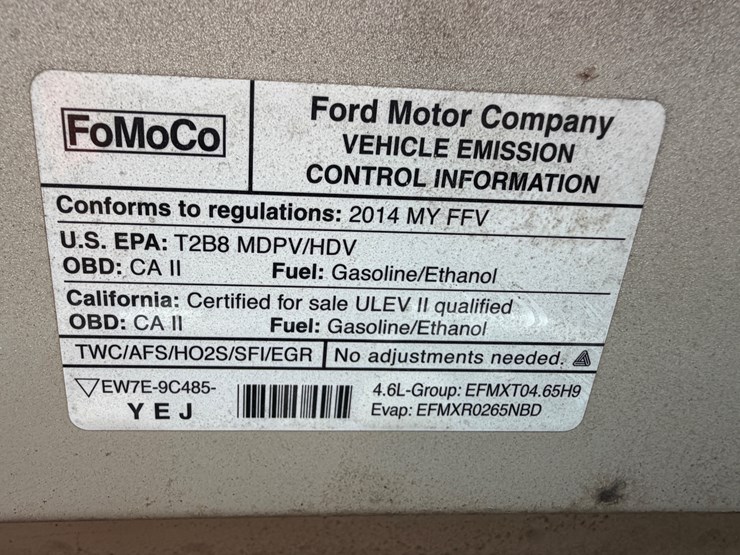 FoMoCo
Ford Motor Company
VEHICLE EMISSION
CONTROL INFORMATION
Conforms to regulations: 2014 MY FFV
U.S. EPA: T2B8 MDPV/HDV
OBD: CA II Fuel: Gasoline/Ethanol
California: Certified for sale ULEV II qualified
OBD: CA II Fuel: Gasoline/Ethanol
TWC/AFS/HO2S/SFI/EGR No adjustments needed.
EW7E-9C485-
YEJ
4.6L-Group: EFMXT04.65H9
Evap: EFMXR0265NBD